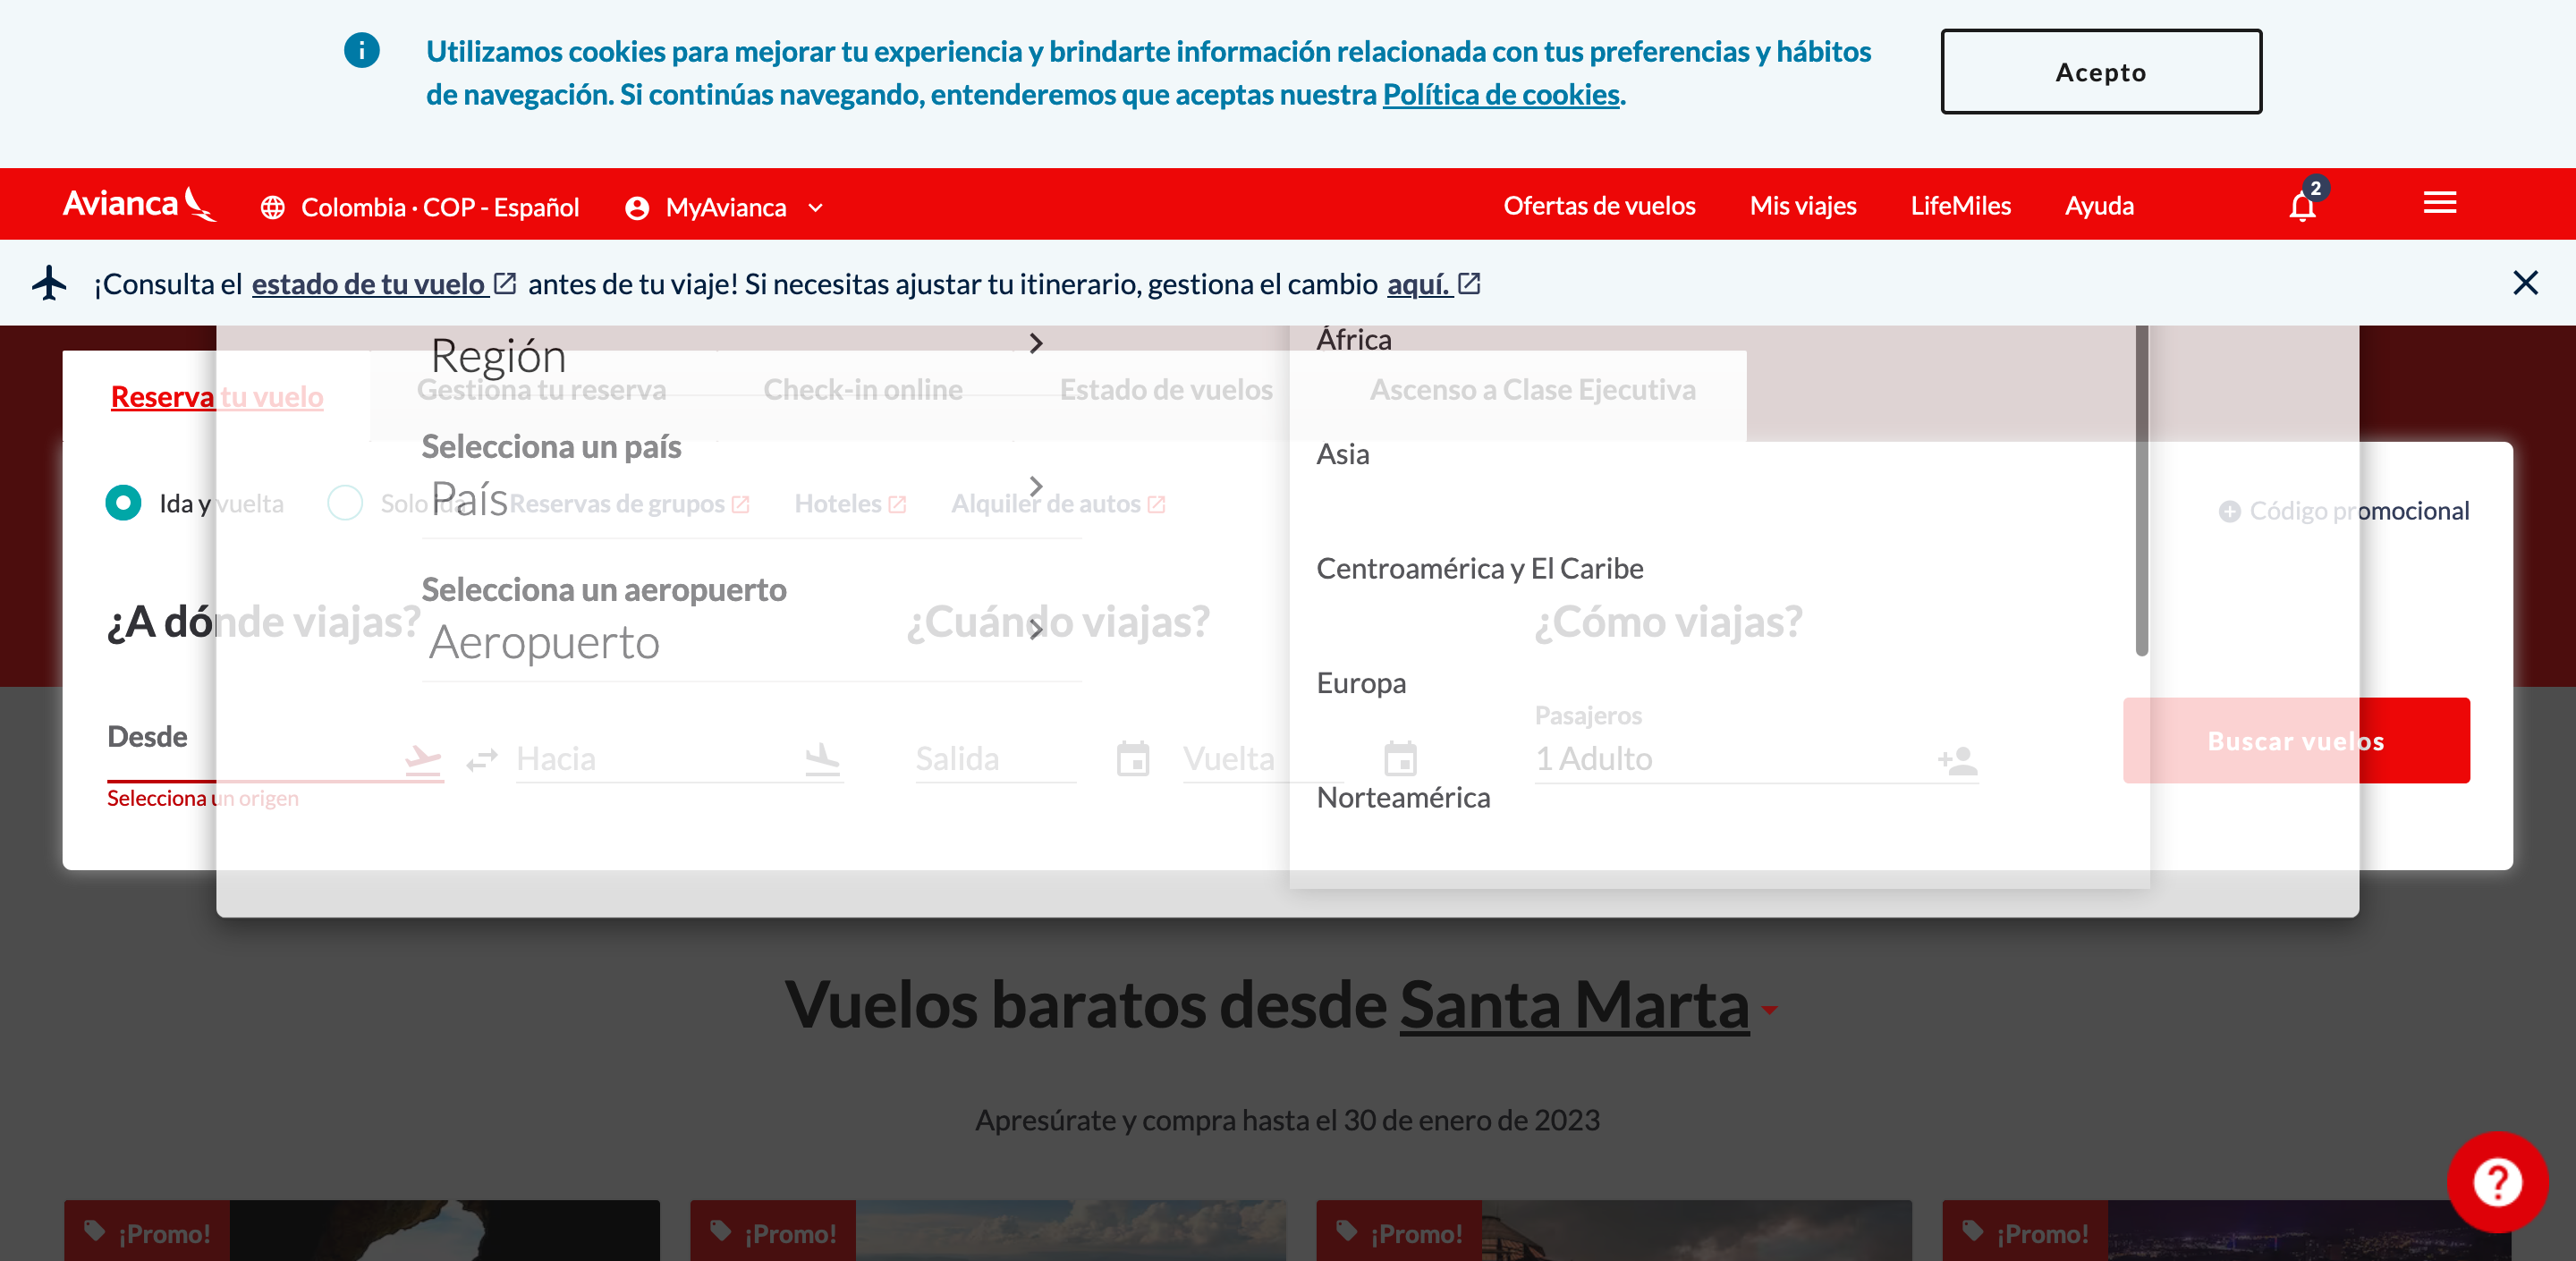 Utilizamos cookies para mejorar tu experiencia y brindarte información relacionada con tus preferencias y hábitos
de navegación. Si continúas navegando, entenderemos que aceptas nuestra Política de cookies.
Acepto
Avianca
Colombia · COP - Español
MyAvianca
Ofertas de vuelos
Mis viajes
LifeMiles
Ayuda
2
¡Consulta el estado de tu vuelo antes de tu viaje! Si necesitas ajustar tu itinerario, gestiona el cambio aquí.
Región
África
Reserva tu vuelo
Gestiona tu reserva
Check-in online
Estado de vuelos
Ascenso a Clase Ejecutiva
Selecciona un país
Asia
País
Ida y vuelta
Solo ida
Reservas de grupos
Hoteles
Alquiler de autos
Código promocional
Centroamérica y El Caribe
Selecciona un aeropuerto
Aeropuerto
¿A dónde viajas?
¿Cuándo viajas?
¿Cómo viajas?
Europa
Desde
Hacia
Salida
Vuelta
Pasajeros
1 Adulto
Buscar vuelos
Selecciona un origen
Norteamérica
Vuelos baratos desde Santa Marta
Apresúrate y compra hasta el 30 de enero de 2023
¡Promo!
¡Promo!
¡Promo!
¡Promo!
?